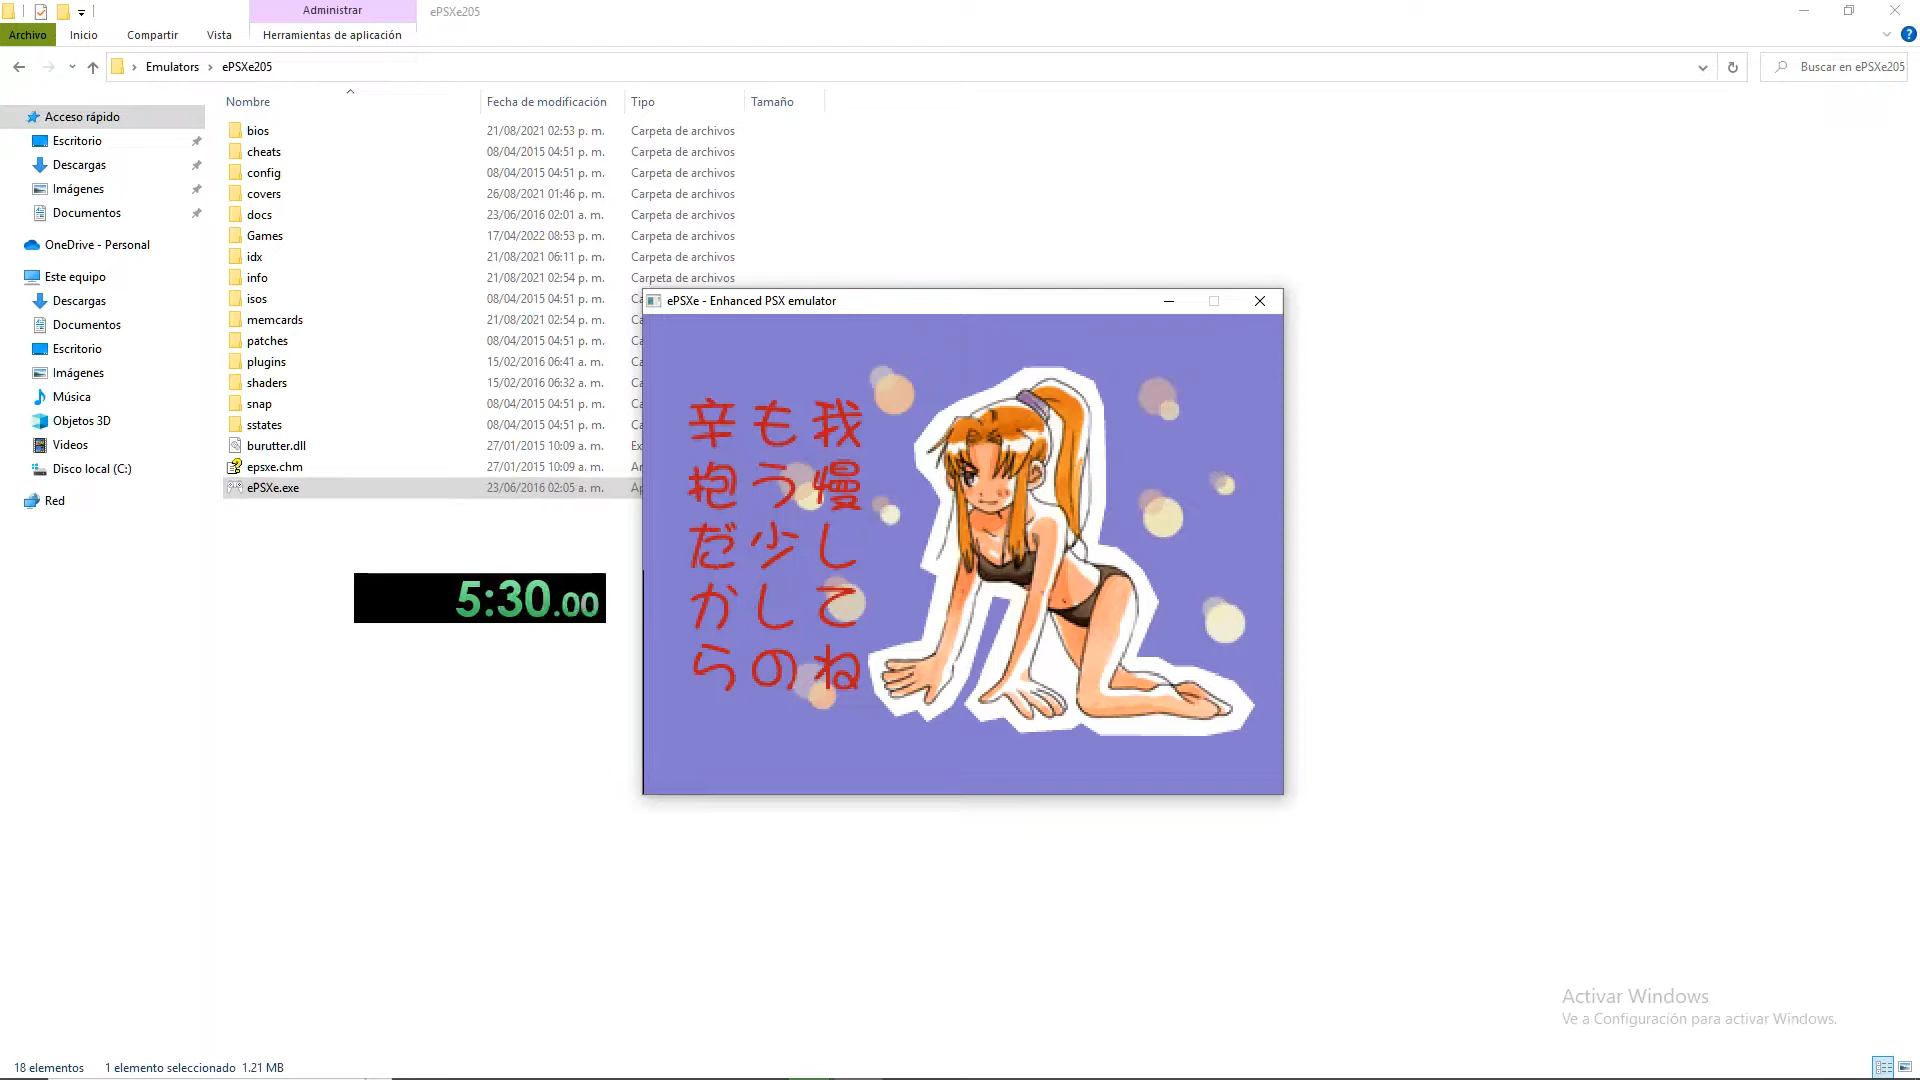 Administrar
ePSXe205
Archivo
Inicio
Compartir
Vista
Herramientas de aplicación
?
Emulators > ePSXe205
Buscar en ePSXe205
Nombre
Fecha de modificación
Tipo
Tamaño
Acceso rápido
Escritorio
Descargas
Imágenes
Documentos
OneDrive - Personal
Este equipo
Descargas
Documentos
Escritorio
Imágenes
Música
Objetos 3D
Videos
Disco local (C:)
Red
bios 21/08/2021 02:53 p. m. Carpeta de archivos
cheats 08/04/2015 04:51 p. m. Carpeta de archivos
config 08/04/2015 04:51 p. m. Carpeta de archivos
covers 26/08/2021 01:46 p. m. Carpeta de archivos
docs 23/06/2016 02:01 a. m. Carpeta de archivos
Games 17/04/2022 08:53 p. m. Carpeta de archivos
idx 21/08/2021 06:11 p. m. Carpeta de archivos
info 21/08/2021 02:54 p. m. Carpeta de archivos
isos 08/04/2015 04:51 p. m.
memcards 21/08/2021 02:54 p. m.
patches 08/04/2015 04:51 p. m.
plugins 15/02/2016 06:41 a. m.
shaders 15/02/2016 06:32 a. m.
snap 08/04/2015 04:51 p. m.
sstates 08/04/2015 04:51 p. m.
burutter.dll 27/01/2015 10:09 a. m.
epsxe.chm 27/01/2015 10:09 a. m.
ePSXe.exe 23/06/2016 02:05 a. m.
5:30.00
ePSXe - Enhanced PSX emulator
我慢してね
もう少しの
辛抱だから
Activar Windows
Ve a Configuración para activar Windows.
18 elementos
1 elemento seleccionado 1.21 MB